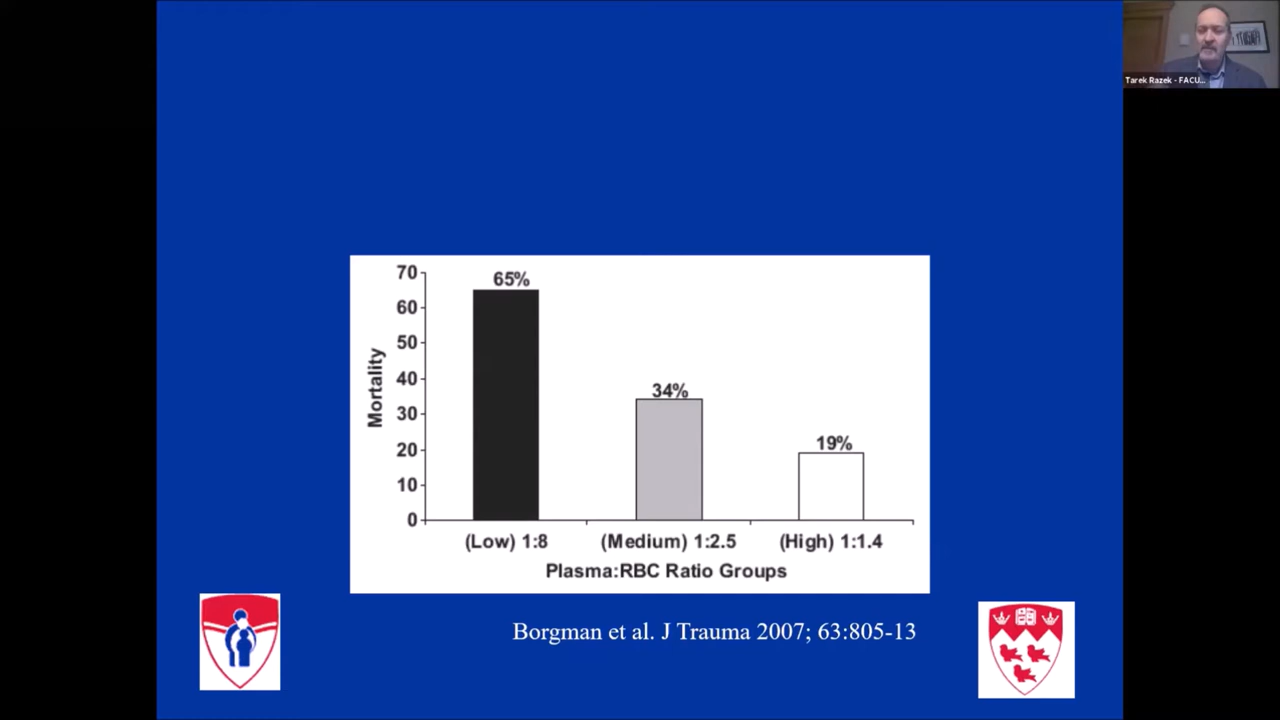 Tarek Razek - FACU...
70
60
50
40
30
20
10
0
Mortality
65%
34%
19%
(Low) 1:8
(Medium) 1:2.5
(High) 1:1.4
Plasma:RBC Ratio Groups
Borgman et al. J Trauma 2007; 63:805-13